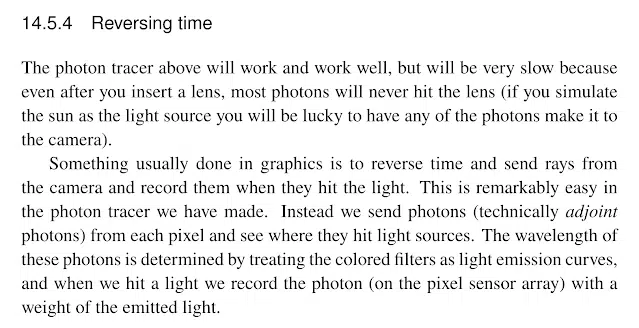 14.5.4 Reversing time
The photon tracer above will work and work well, but will be very slow because
even after you insert a lens, most photons will never hit the lens (if you simulate
the sun as the light source you will be lucky to have any of the photons make it to
the camera).
Something usually done in graphics is to reverse time and send rays from
the camera and record them when they hit the light. This is remarkably easy in
the photon tracer we have made. Instead we send photons (technically adjoint
photons) from each pixel and see where they hit light sources. The wavelength of
these photons is determined by treating the colored filters as light emission curves,
and when we hit a light we record the photon (on the pixel sensor array) with a
weight of the emitted light.